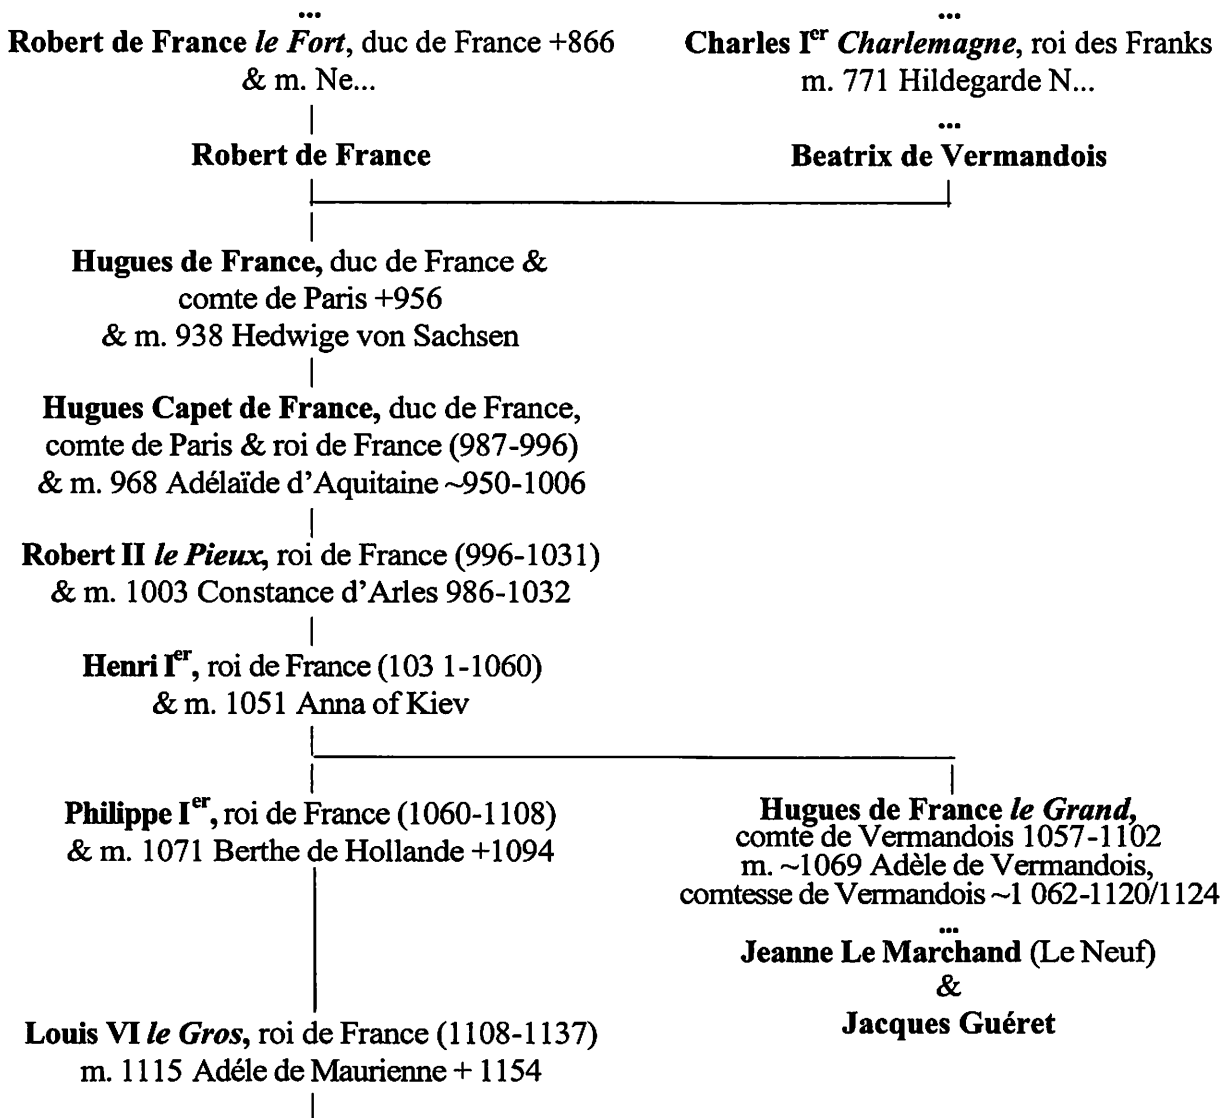 ...
Robert de France le Fort, duc de France +866
& m. Ne...
Robert de France
...
Charles Iᵉʳ Charlemagne, roi des Franks
m. 771 Hildegarde N...
...
Beatrix de Vermandois
Hugues de France, duc de France &
comte de Paris +956
& m. 938 Hedwige von Sachsen
Hugues Capet de France, duc de France,
comte de Paris & roi de France (987-996)
& m. 968 Adélaïde d'Aquitaine ~950-1006
Robert II le Pieux, roi de France (996-1031)
& m. 1003 Constance d'Arles 986-1032
Henri Iᵉʳ, roi de France (103 1-1060)
& m. 1051 Anna of Kiev
Philippe Iᵉʳ, roi de France (1060-1108)
& m. 1071 Berthe de Hollande +1094
Hugues de France le Grand,
comte de Vermandois 1057-1102
m. ~1069 Adèle de Vermandois,
comtesse de Vermandois ~1 062-1120/1124
...
Jeanne Le Marchand (Le Neuf)
&
Jacques Guéret
Louis VI le Gros, roi de France (1108-1137)
m. 1115 Adéle de Maurienne + 1154